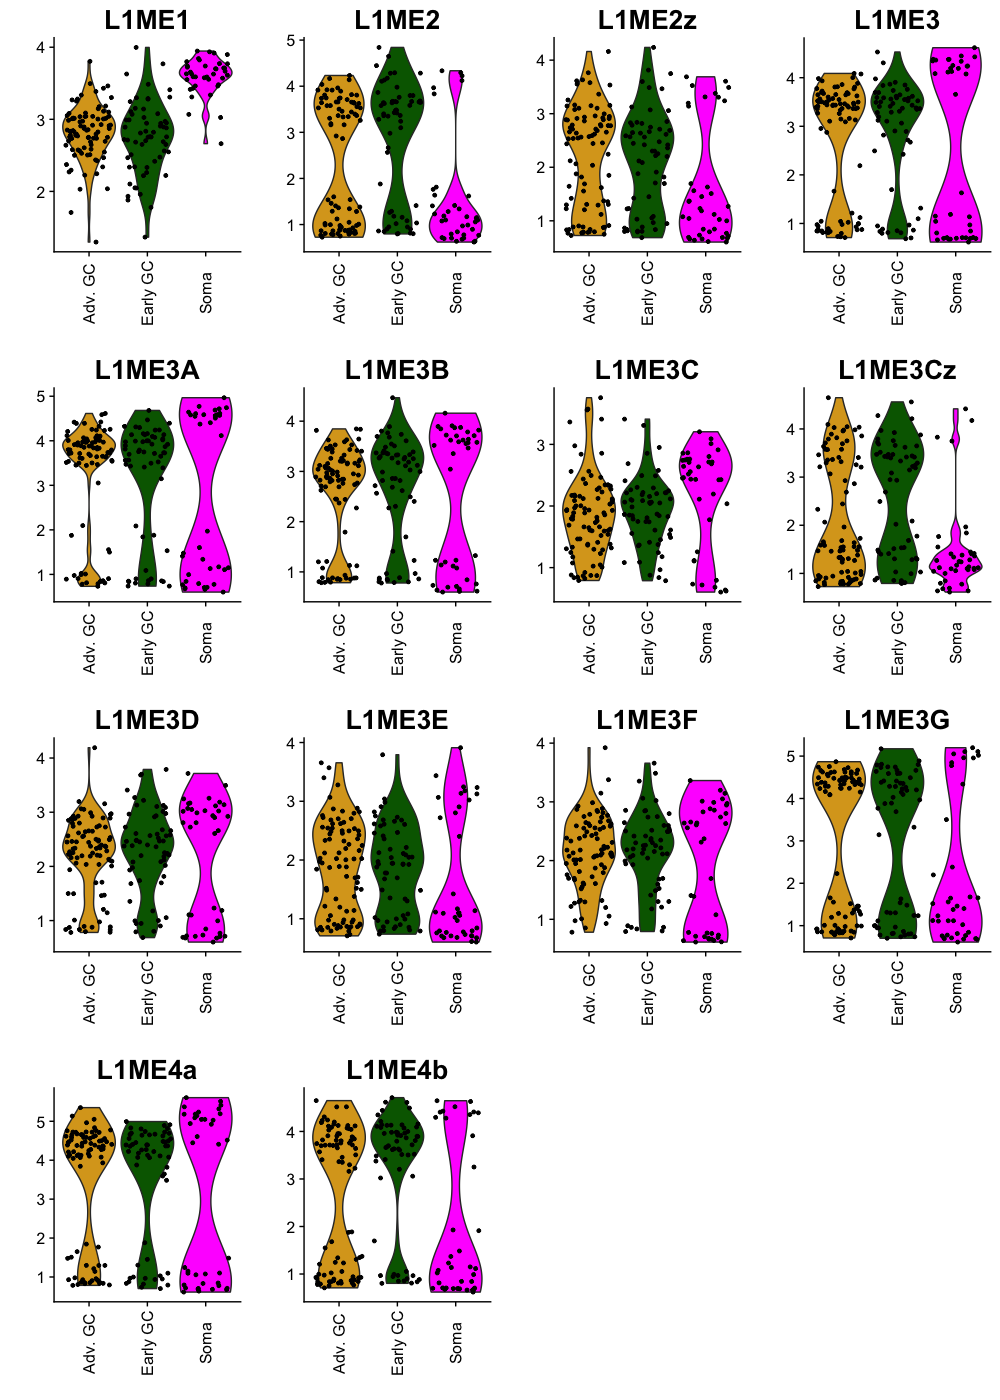 L1ME1
L1ME2
L1ME2z
L1ME3
4
3
2
Adv. GC
Early GC
Soma
5
4
3
2
1
Adv. GC
Early GC
Soma
4
3
2
1
Adv. GC
Early GC
Soma
4
3
2
1
Adv. GC
Early GC
Soma
L1ME3A
L1ME3B
L1ME3C
L1ME3Cz
5
4
3
2
1
Adv. GC
Early GC
Soma
4
3
2
1
Adv. GC
Early GC
Soma
3
2
1
Adv. GC
Early GC
Soma
4
3
2
1
Adv. GC
Early GC
Soma
L1ME3D
L1ME3E
L1ME3F
L1ME3G
4
3
2
1
Adv. GC
Early GC
Soma
4
3
2
1
Adv. GC
Early GC
Soma
4
3
2
1
Adv. GC
Early GC
Soma
5
4
3
2
1
Adv. GC
Early GC
Soma
L1ME4a
L1ME4b
5
4
3
2
1
Adv. GC
Early GC
Soma
4
3
2
1
Adv. GC
Early GC
Soma